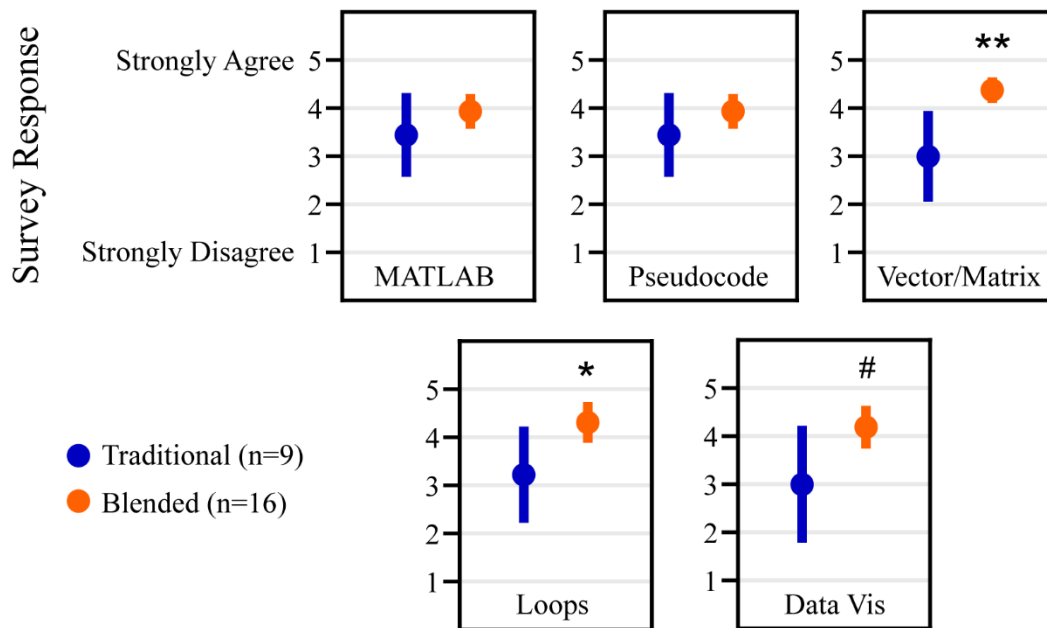 Survey Response
Strongly Agree
Strongly Disagree
5
4
3
2
1
MATLAB
5
4
3
2
1
Pseudocode
**
5
4
3
2
1
Vector/Matrix
*
5
4
3
2
1
Loops
#
5
4
3
2
1
Data Vis
Traditional (n=9)
Blended (n=16)